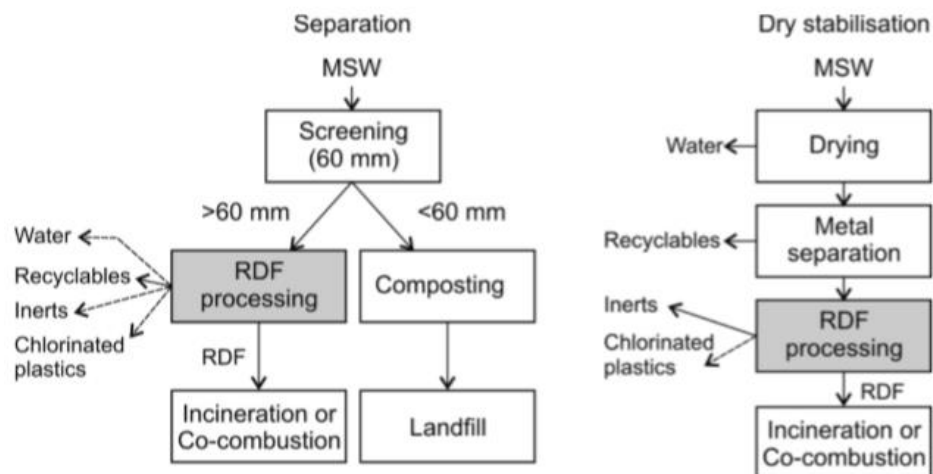 Separation
MSW
Screening
(60 mm)
>60 mm
<60 mm
Water
Recyclables
Inerts
Chlorinated
plastics
RDF
processing
Composting
RDF
Incineration or
Co-combustion
Landfill
Dry stabilisation
MSW
Water
Drying
Recyclables
Metal
separation
Inerts
Chlorinated
plastics
RDF
processing
RDF
Incineration or
Co-combustion